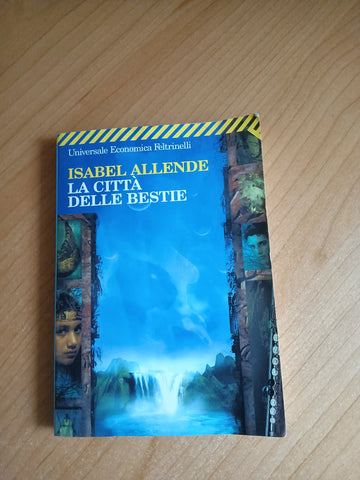 Universale Economica Feltrinelli
ISABEL ALLENDE
LA CITTÀ
DELLE BESTIE